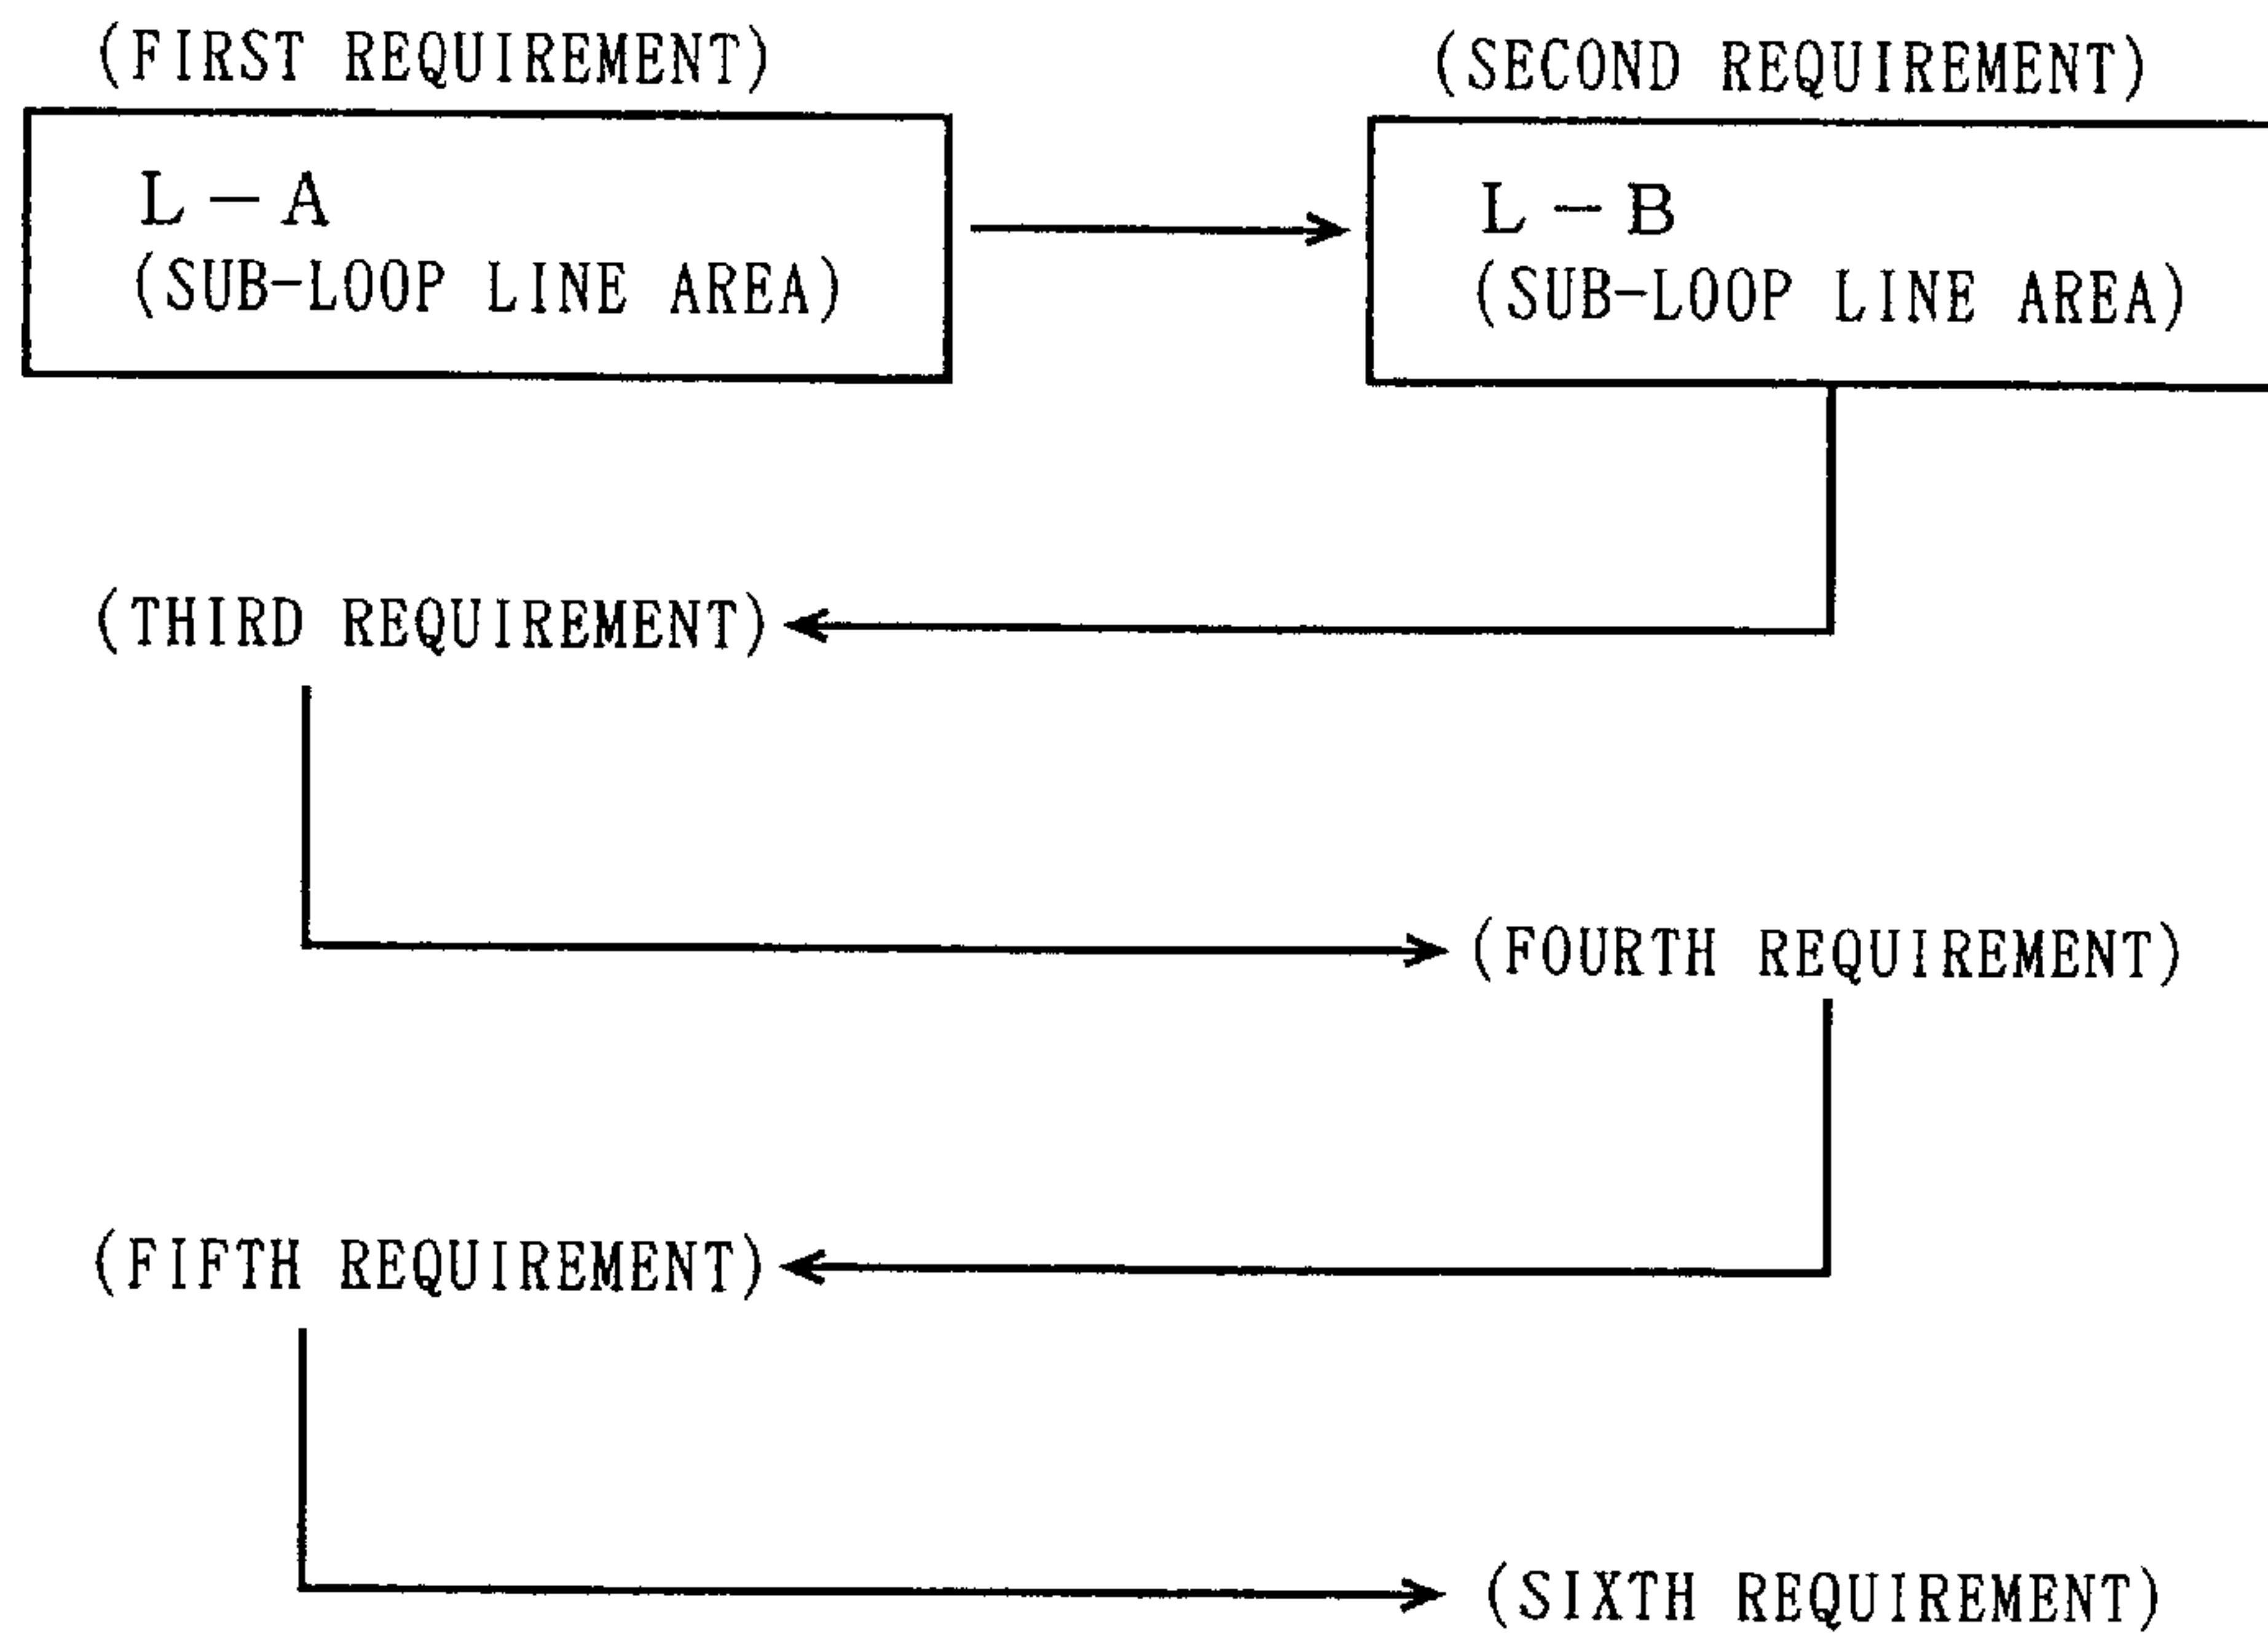 (FIRST REQUIREMENT)
L-A
(SUB-LOOP LINE AREA)
(SECOND REQUIREMENT)
L-B
(SUB-LOOP LINE AREA)
(THIRD REQUIREMENT)
(FOURTH REQUIREMENT)
(FIFTH REQUIREMENT)
(SIXTH REQUIREMENT)